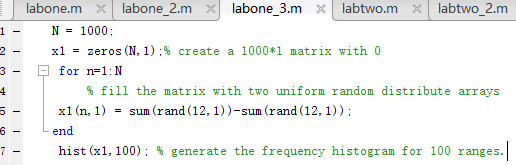 labone.m × labone_2.m × labone_3.m × labtwo.m × labtwo_2.m
1 - N = 1000;
2 - x1 = zeros(N,1);% create a 1000*1 matrix with 0
3 - for n=1:N
4 % fill the matrix with two uniform random distribute arrays
5 - x1(n,1) = sum(rand(12,1))-sum(rand(12,1));
6 - end
7 - hist(x1,100); % generate the frequency histogram for 100 ranges.